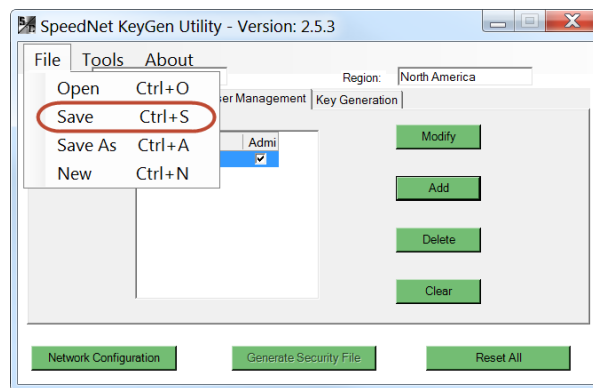 SpeedNet KeyGen Utility - Version: 2.5.3
File Tools About
Region: North America
Open Ctrl+O
Save Ctrl+S
Save As Ctrl+A
New Ctrl+N
ser Management Key Generation
Admi
Modify
Add
Delete
Clear
Network Configuration Generate Security File Reset All